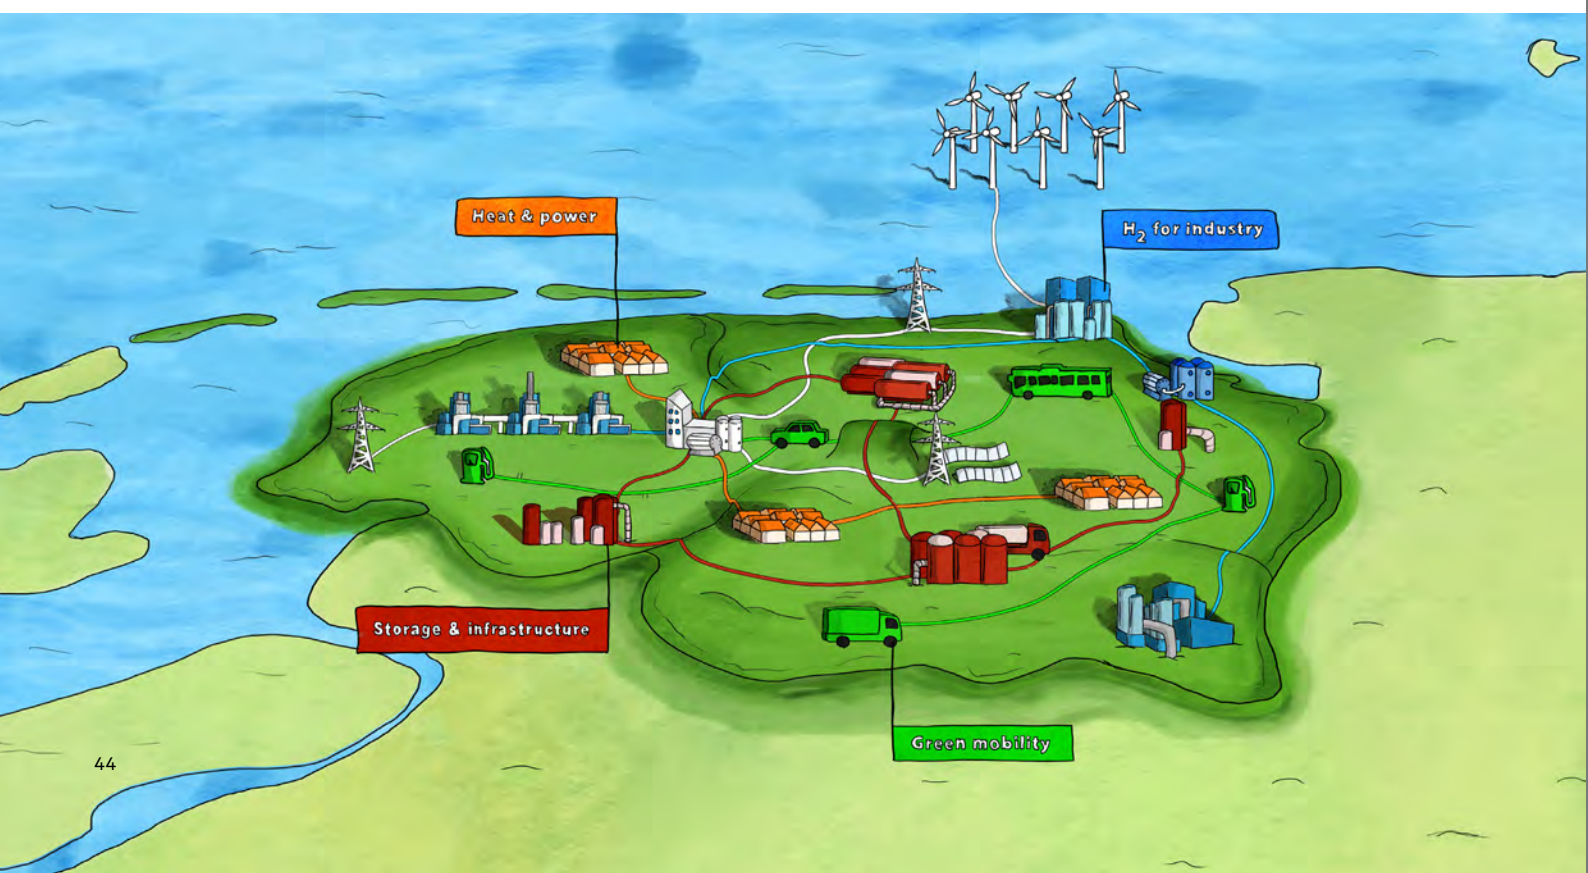 Heat & power
H2 for industry
Storage & infrastructure
Green mobility
44